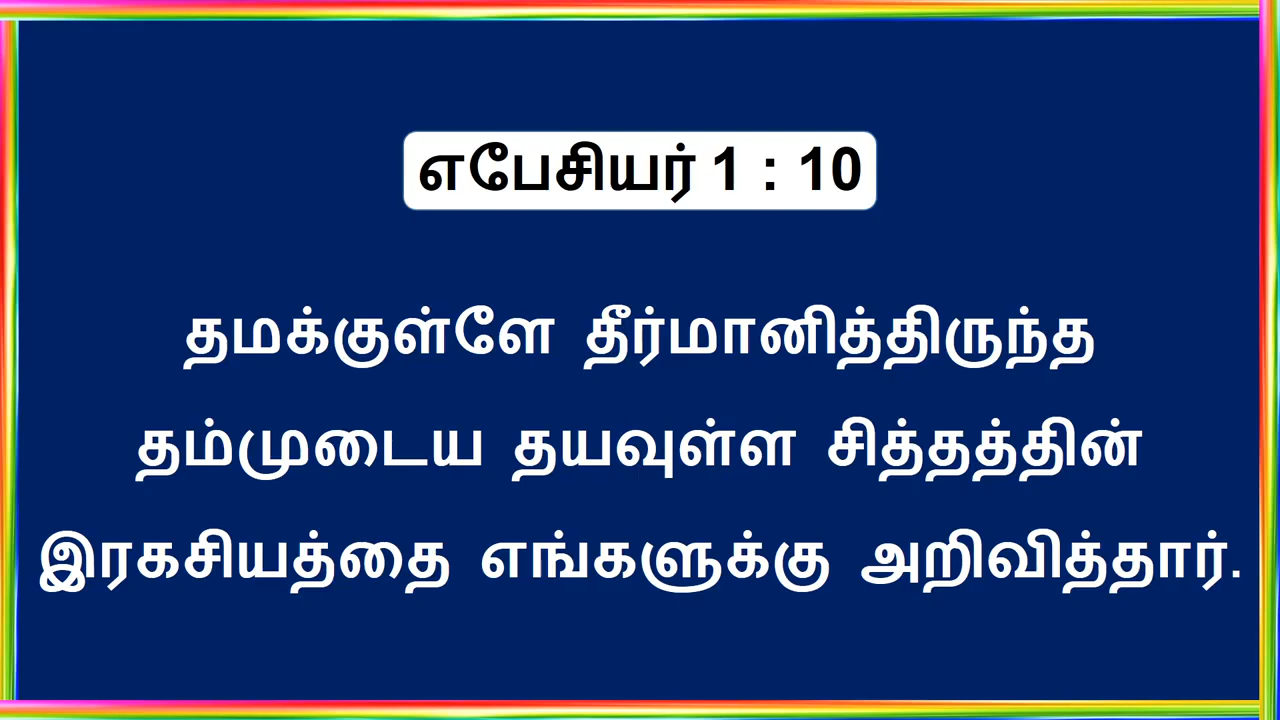 எபேசியர் 1 : 10
தமக்குள்ளே தீர்மானித்திருந்த
தம்முடைய தயவுள்ள சித்தத்தின்
இரகசியத்தை எங்களுக்கு அறிவித்தார்.